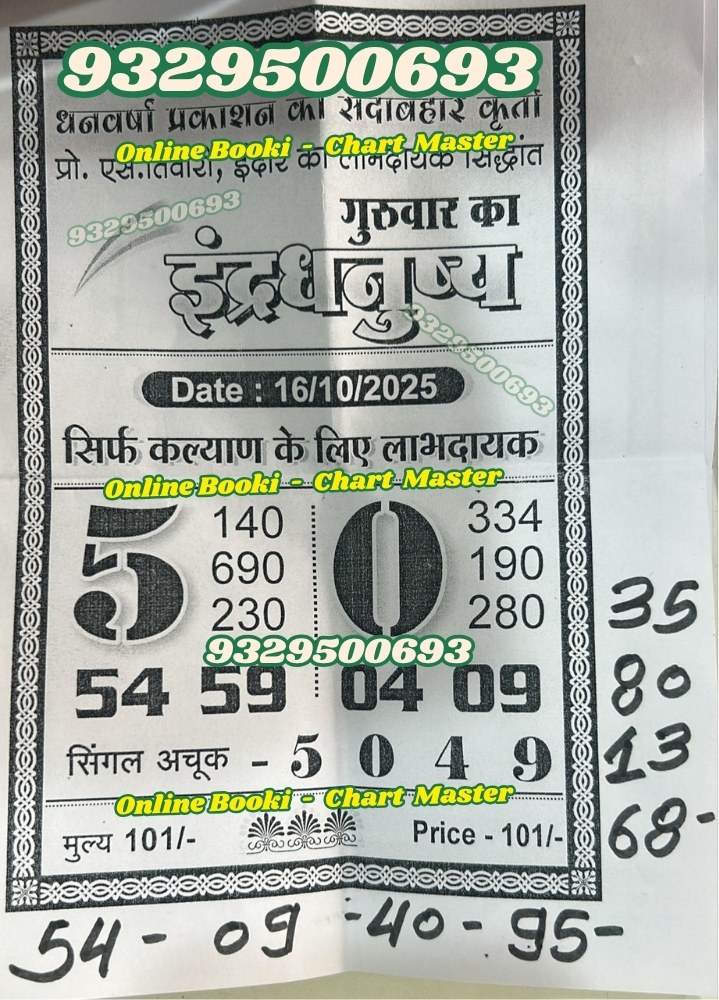 9329500693
धनवर्षा प्रकाशन की सदाबहार कृती
Online Booki - Chart Master
प्रो. एस.तिवारी, इंदौर का लाभदायक सिद्धांत
9329500693
गुरुवार का
इंद्रधनुष्य
9329500693
Date : 16/10/2025
सिर्फ कल्याण के लिए लाभदायक
Online Booki - Chart Master
5 140 0 334
690 190
230 280
35
9329500693
54 59 04 09
80
सिंगल अचूक - 5 0 4 9
13
Online Booki - Chart Master
मुल्य 101/- Price - 101/-
68-
54 - 09 - 40 - 95 -